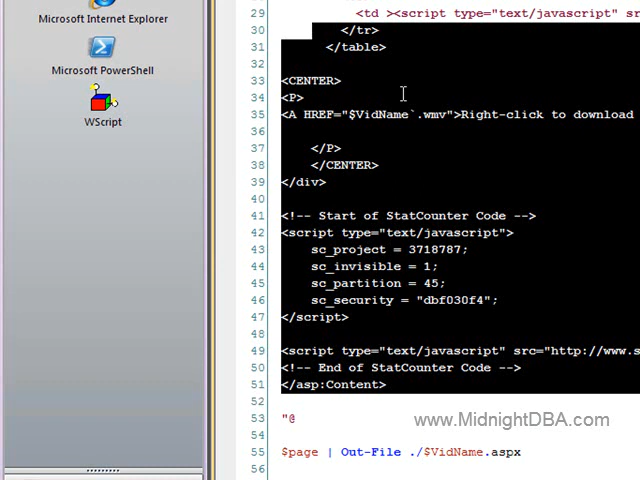 Microsoft Internet Explorer
Microsoft PowerShell
WScript
29 <td ><script type="text/javascript" sr
30 </tr>
31 </table>
32
33 <CENTER>
34 <P>
35 <A HREF="$VidName`.wmv">Right-click to download
36
37 </P>
38 </CENTER>
39 </div>
40
41 <!-- Start of StatCounter Code -->
42 <script type="text/javascript">
43 sc_project = 3718787;
44 sc_invisible = 1;
45 sc_partition = 45;
46 sc_security = "dbf030f4";
47 </script>
48
49 <script type="text/javascript" src="http://www.s
50 <!-- End of StatCounter Code -->
51 </asp:Content>
52
53 "@
www.MidnightDBA.com
54
55 $page | Out-File ./$VidName.aspx
56